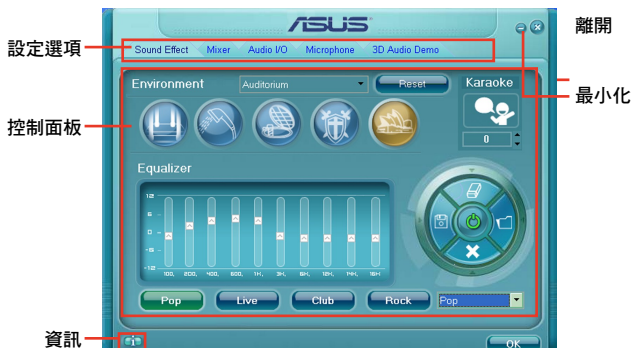 ASUS
離開
設定選項
Sound Effect Mixer Audio I/O Microphone 3D Audio Demo
最小化
Environment Auditorium Reset Karaoke
控制面板
0
Equalizer
12
6
0
-6
-12
100, 200, 400, 600, 1K, 3K, 6K, 12K, 14K, 16K
Pop Live Club Rock Pop
資訊
i
OK